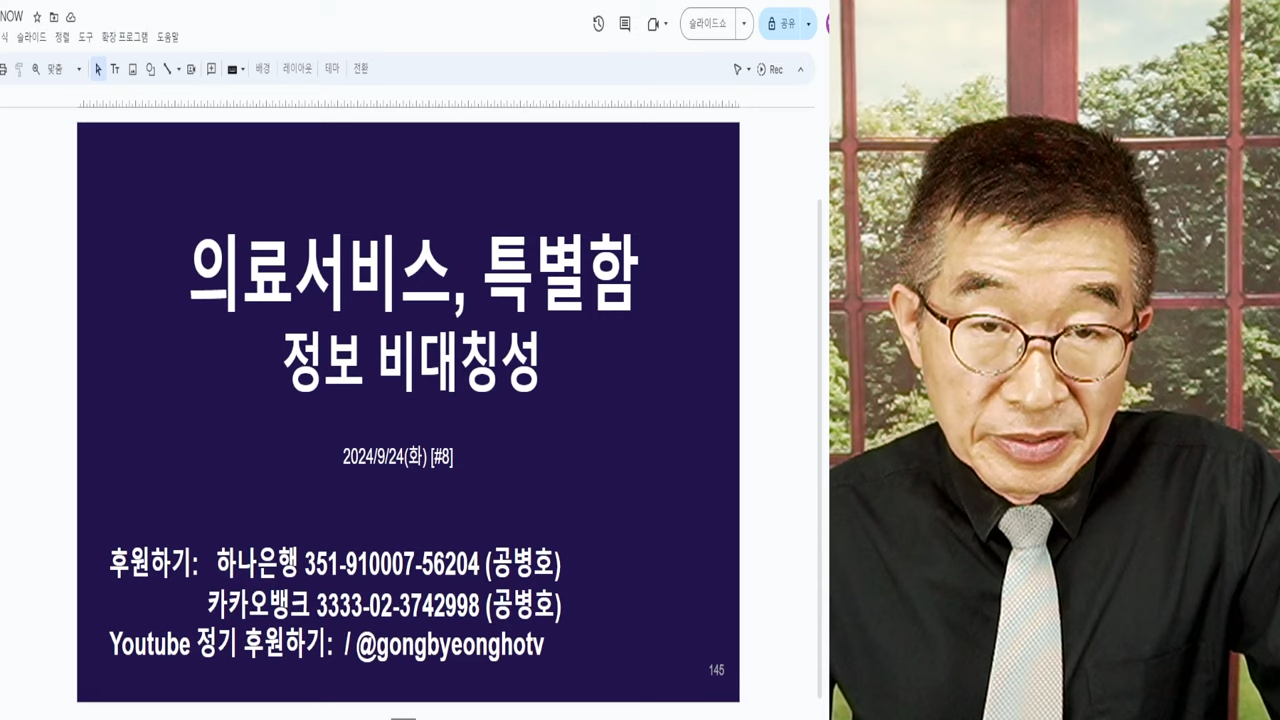 NOW
식 슬라이드 정렬 도구 확장 프로그램 도움말
슬라이드쇼
공유
맞춤
Tт
배경 레이아웃 테마 전환
Rec
의료서비스, 특별함
정보 비대칭성
2024/9/24(화) [#8]
후원하기: 하나은행 351-910007-56204 (공병호)
카카오뱅크 3333-02-3742998 (공병호)
Youtube 정기 후원하기: / @gongbyeonghotv
145